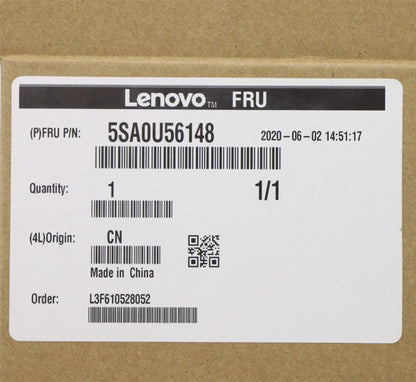 Lenovo™ FRU
(P)FRU P/N: 5SA0U56148 2020-06-02 14:51:17
Quantity: 1 1/1
(4L)Origin: CN
Made in China
Order: L3F610528052